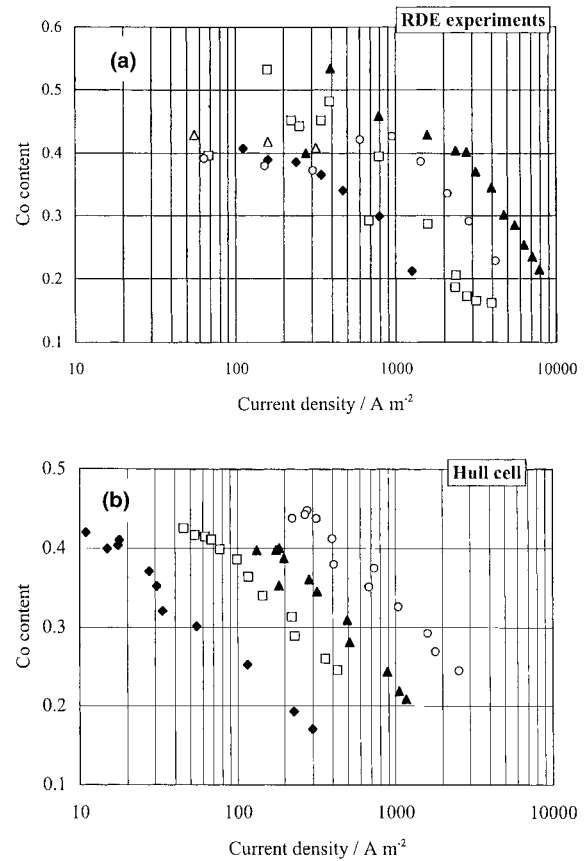 RDE experiments
(a)
0.6
0.5
0.4
0.3
0.2
0.1
Co content
10 100 1000 10000
Current density / A m-2
Hull cell
(b)
0.5
0.4
0.3
0.2
0.1
Co content
10 100 1000 10000
Current density / A m-2